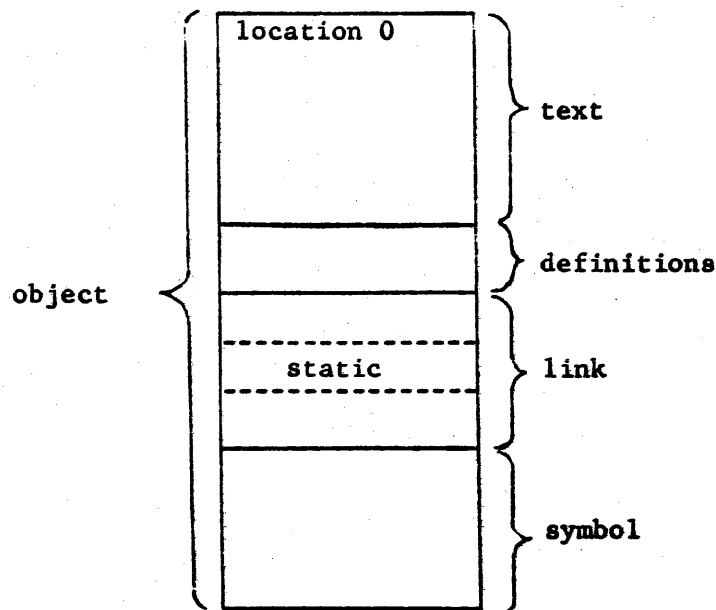 location 0
text
definitions
object
static
link
symbol